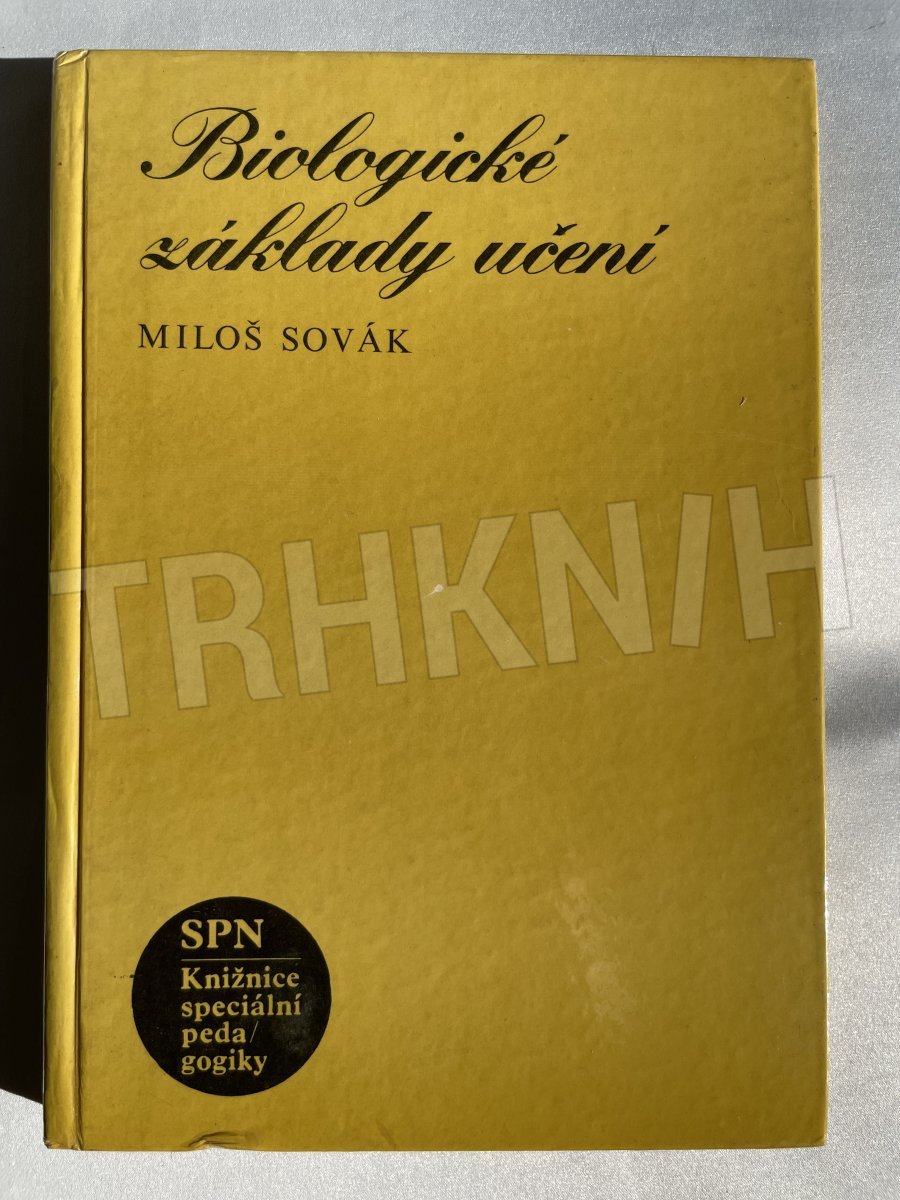 Biologické
základy učení
MILOŠ SOVÁK
TRHKNIH
SPN
Knižnice
speciální
peda/
gogiky